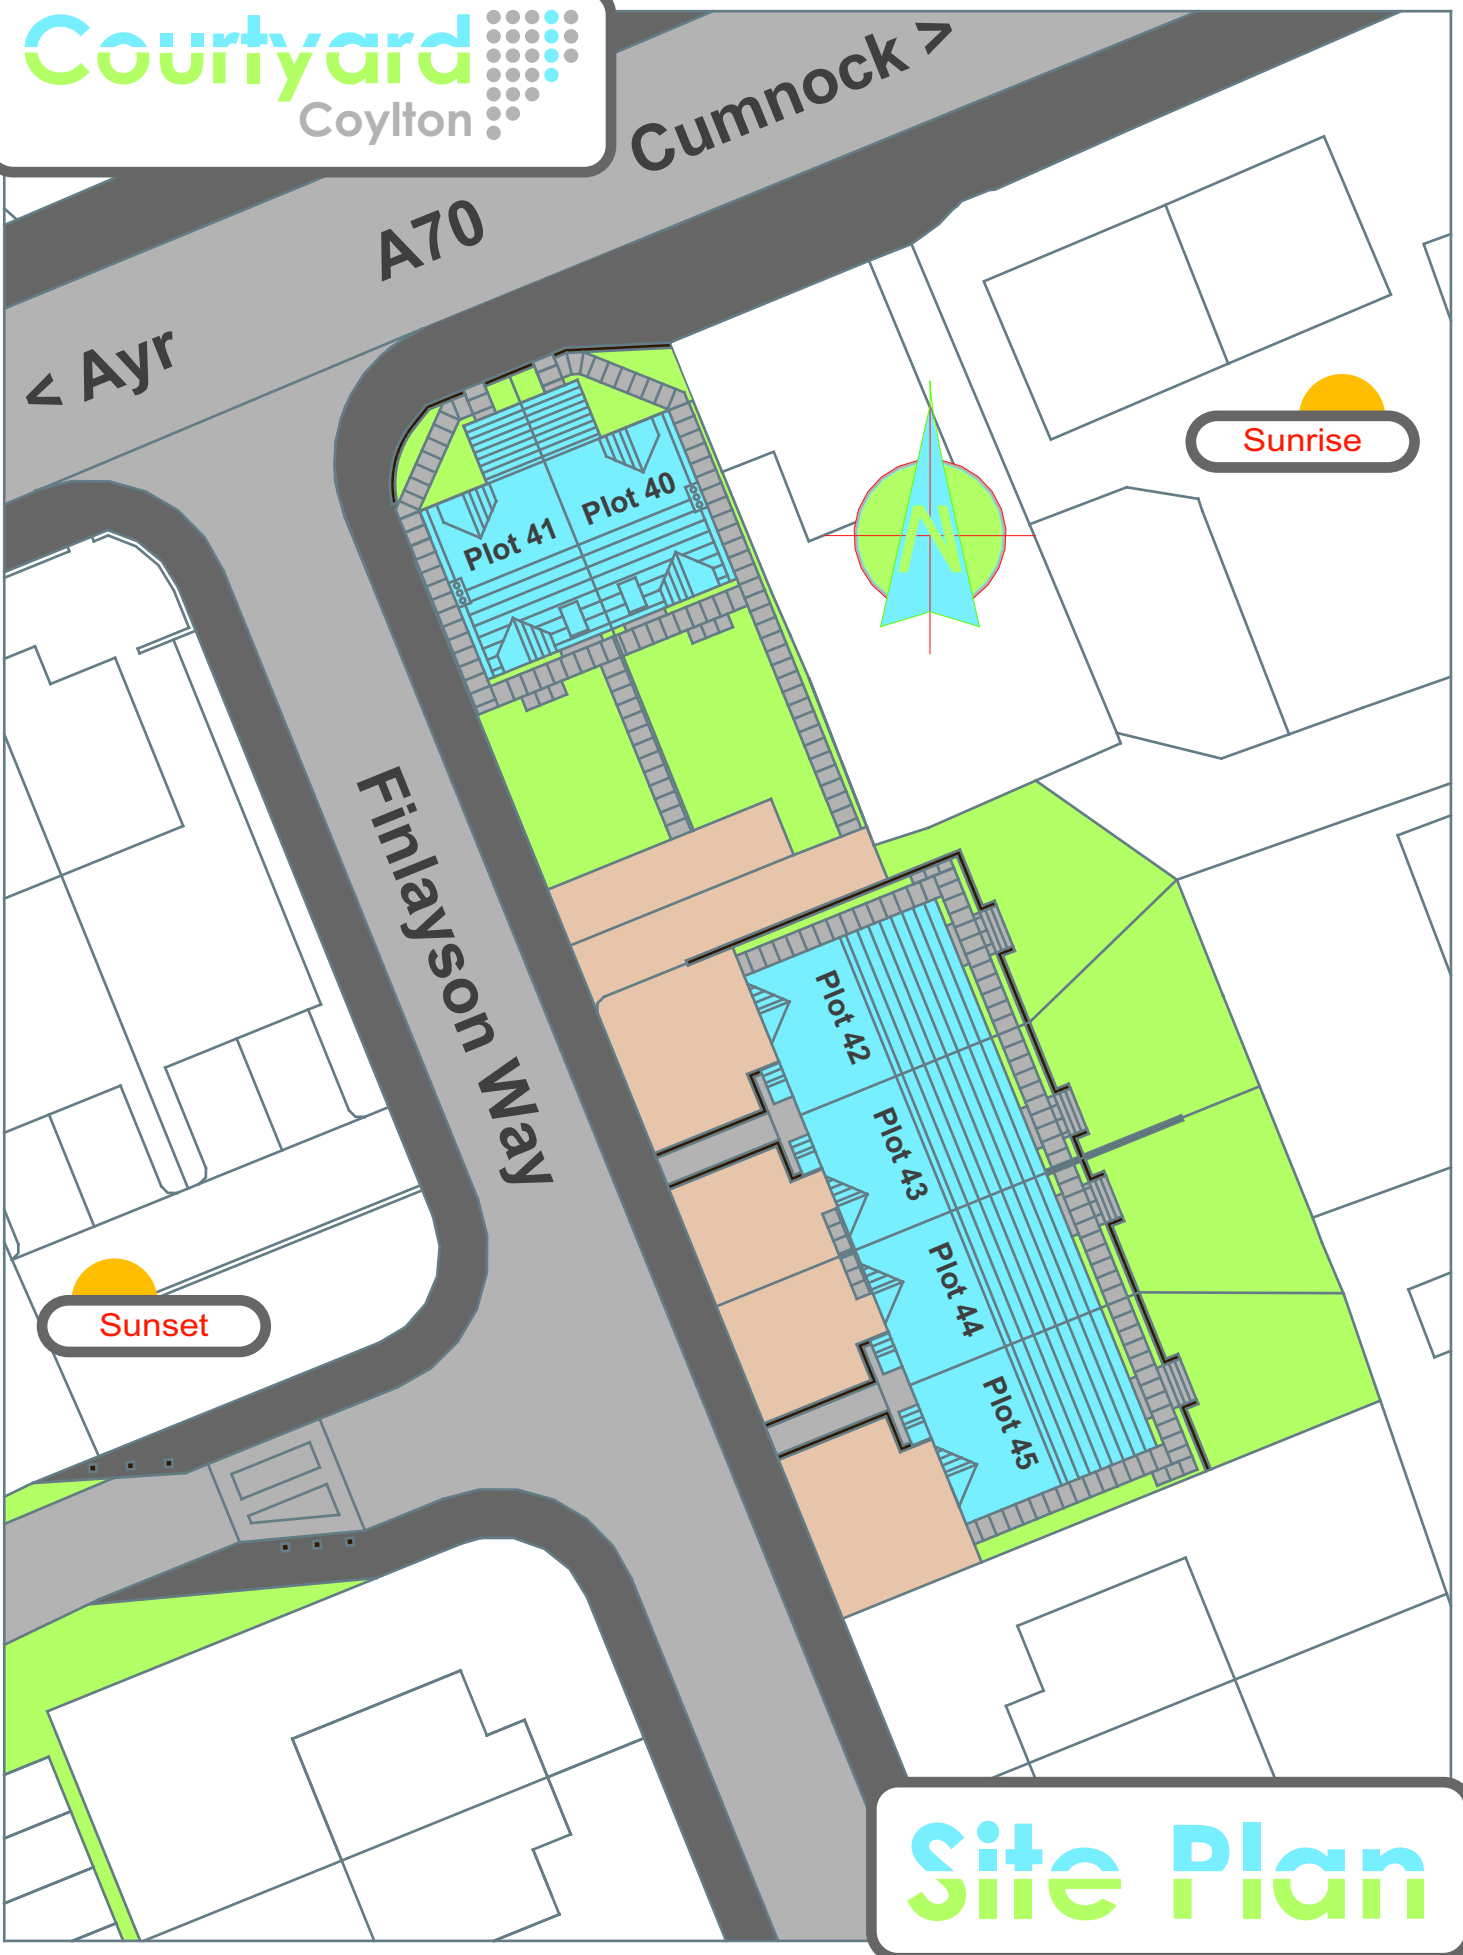 Courtyard
Coylton
Cumnock >
A70
< Ayr
Sunrise
Plot 40
Plot 41
N
Finlayson Way
Plot 42
Plot 43
Plot 44
Plot 45
Sunset
Site Plan